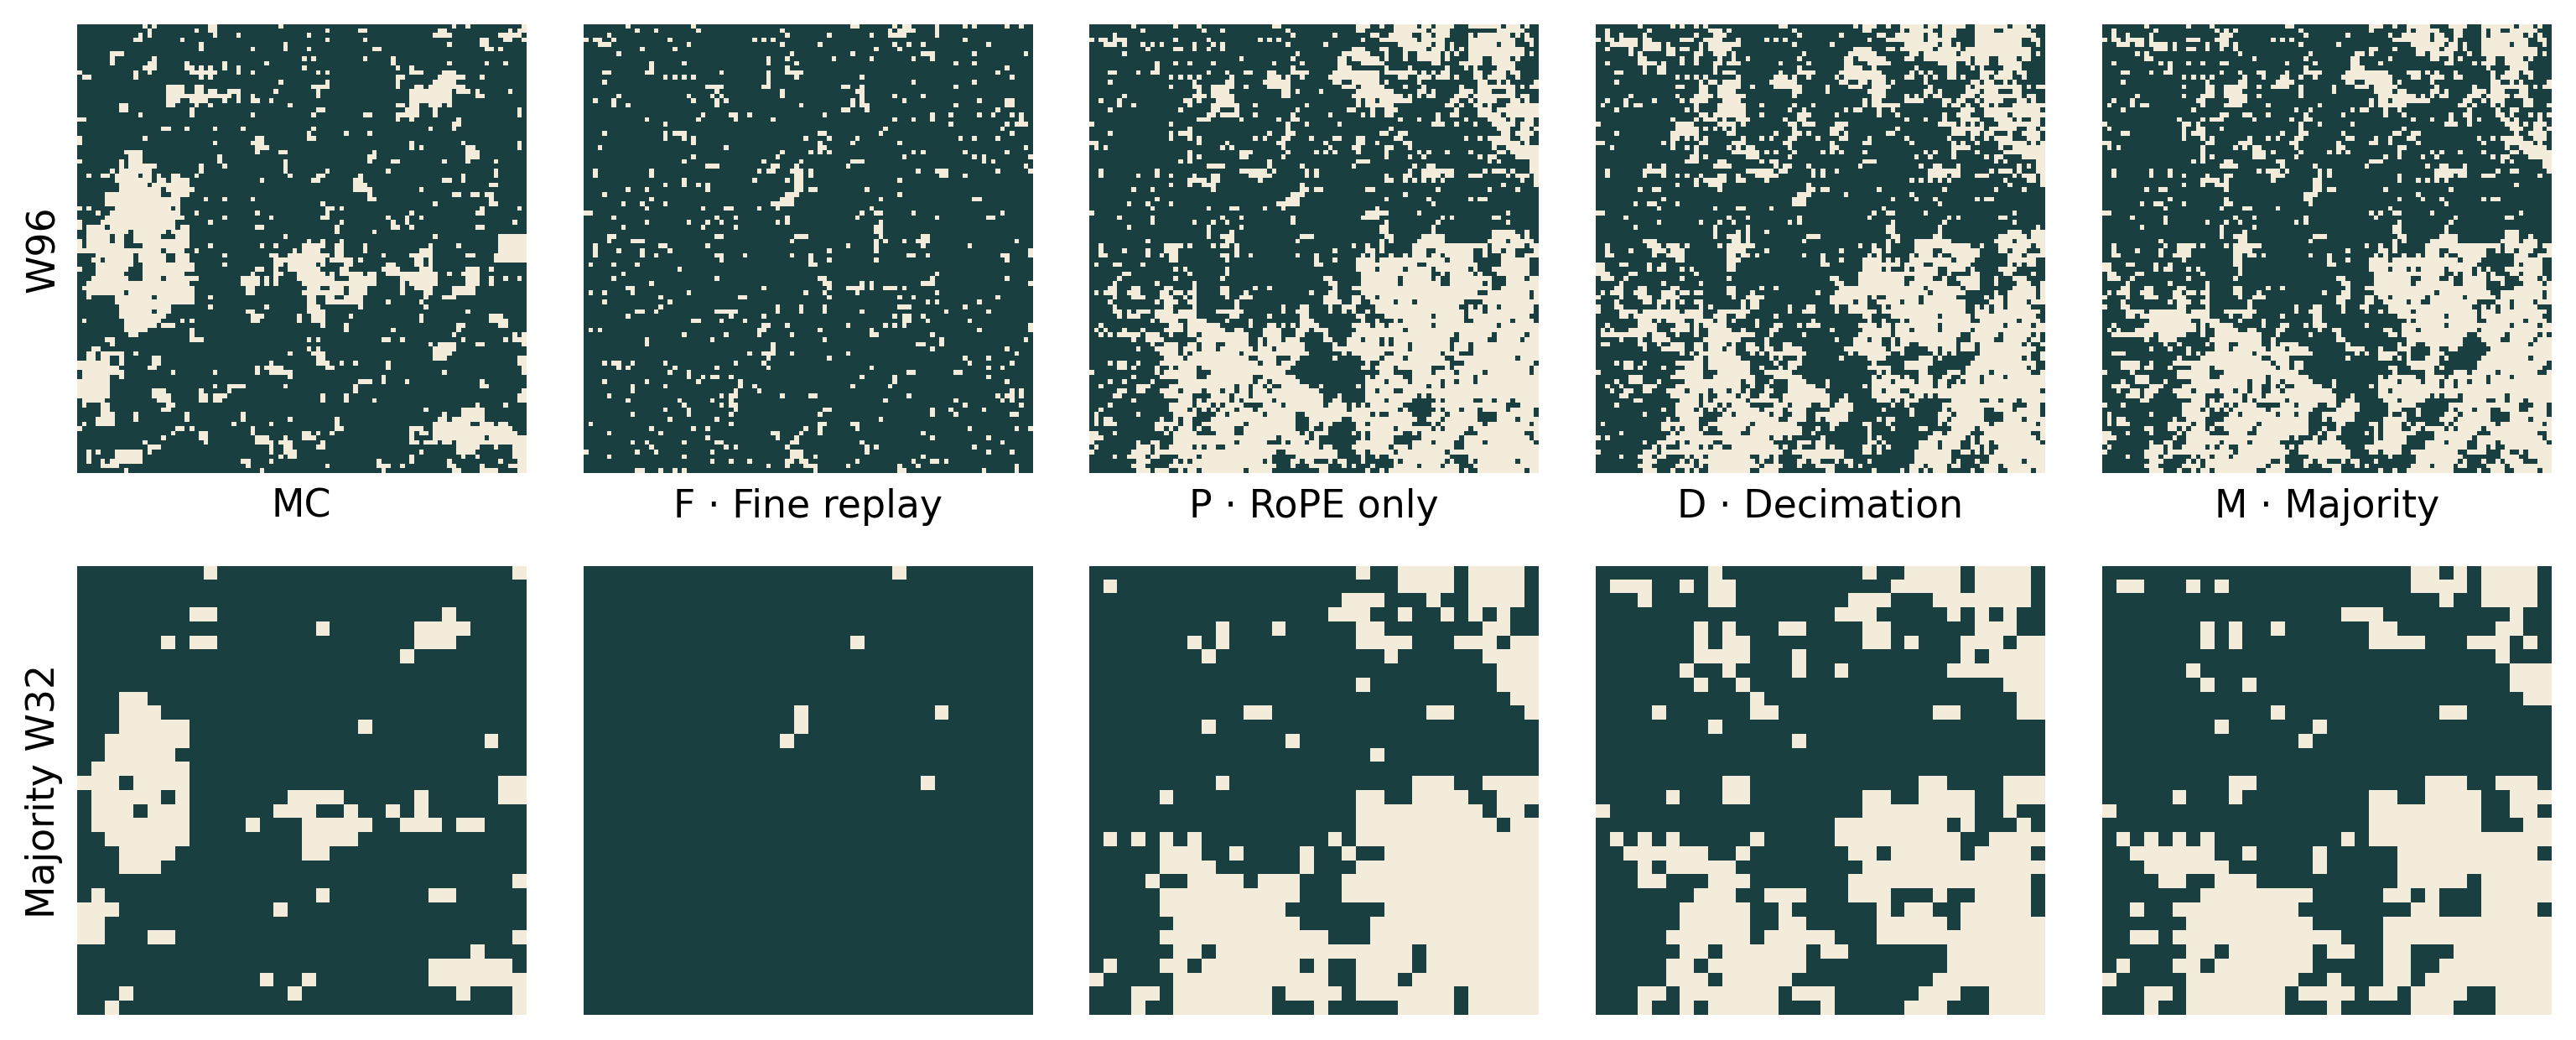 W96
MC
F · Fine replay
P · RoPE only
D · Decimation
M · Majority
Majority W32